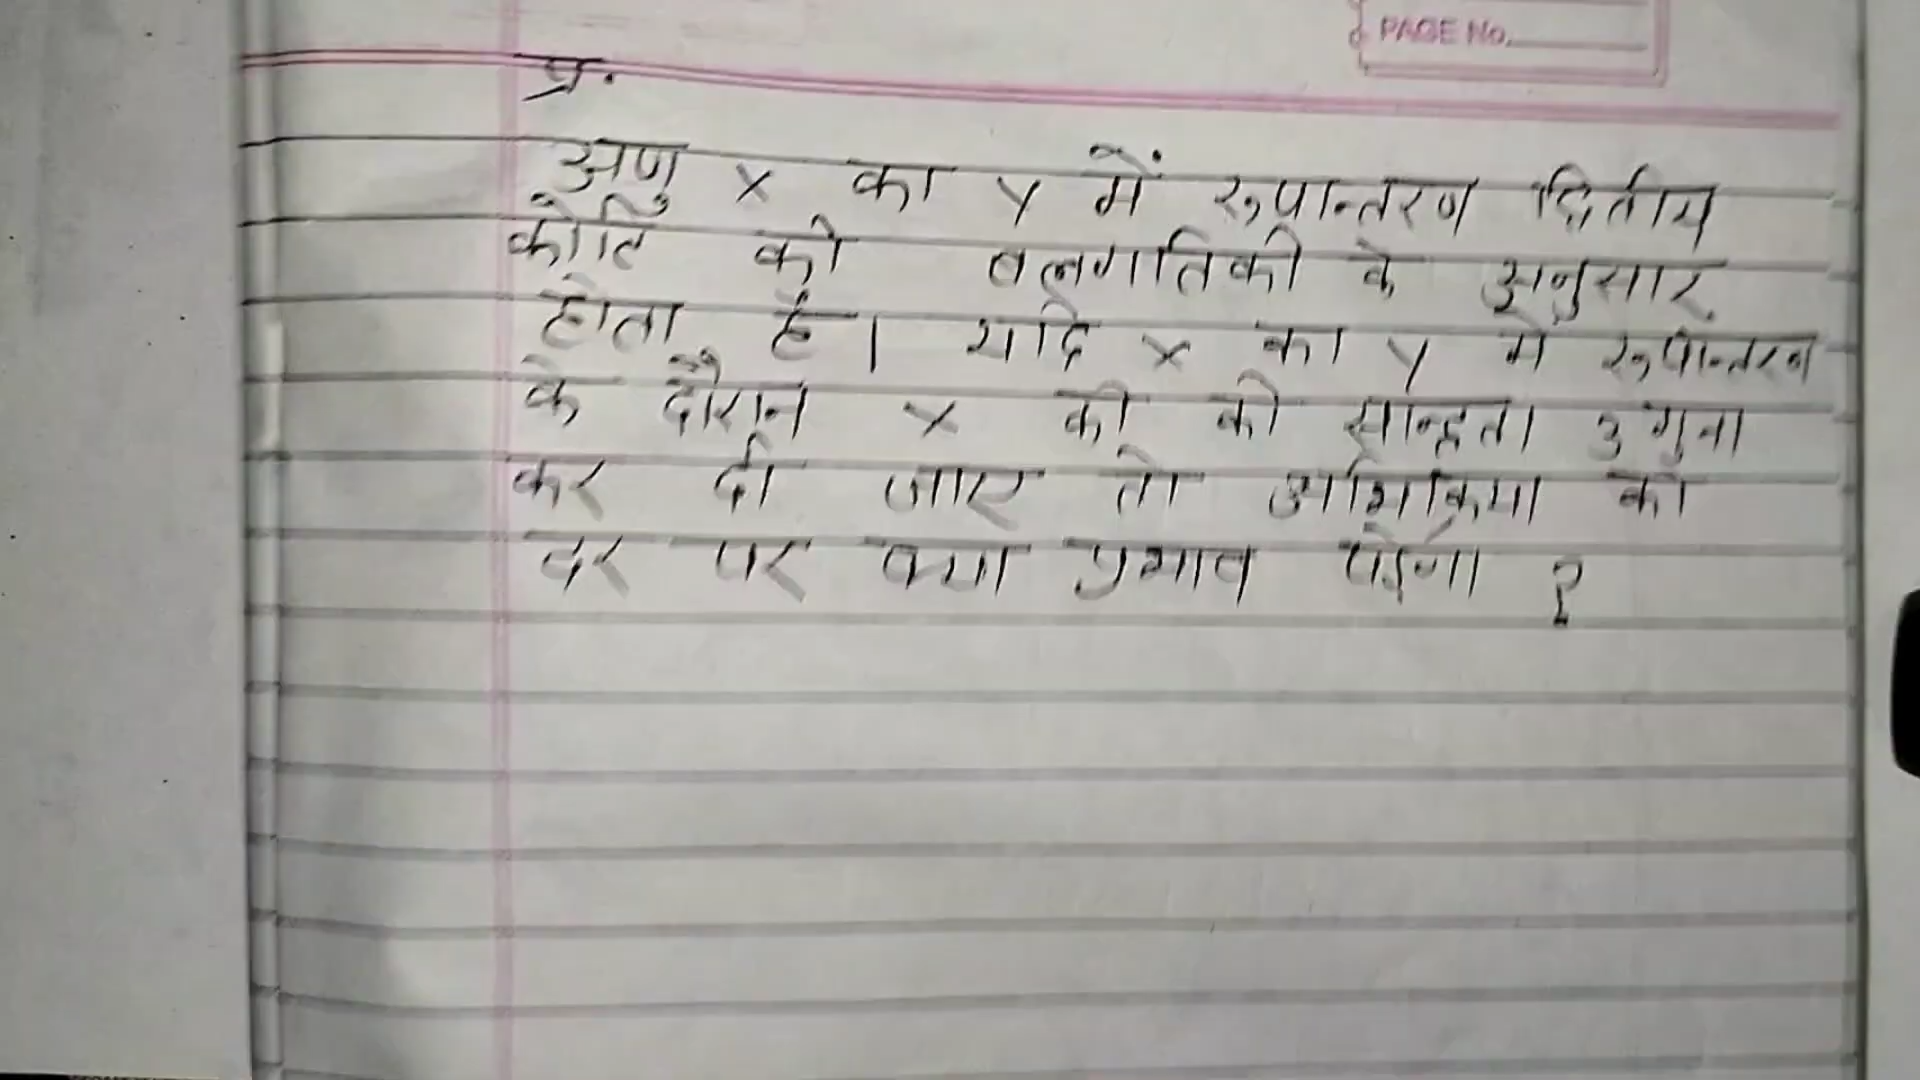 PAGE No.
प्र.
अणु X का Y में रुपान्तरण द्वितीय
कोटि की बलगतिकी के अनुसार
होता है। यदि X का Y में रुपान्तरण
के दौरान X की की सान्द्रता 3 गुना
कर दी जाए तो अभिक्रिया की
दर पर क्या प्रभाव पड़ेगा ?